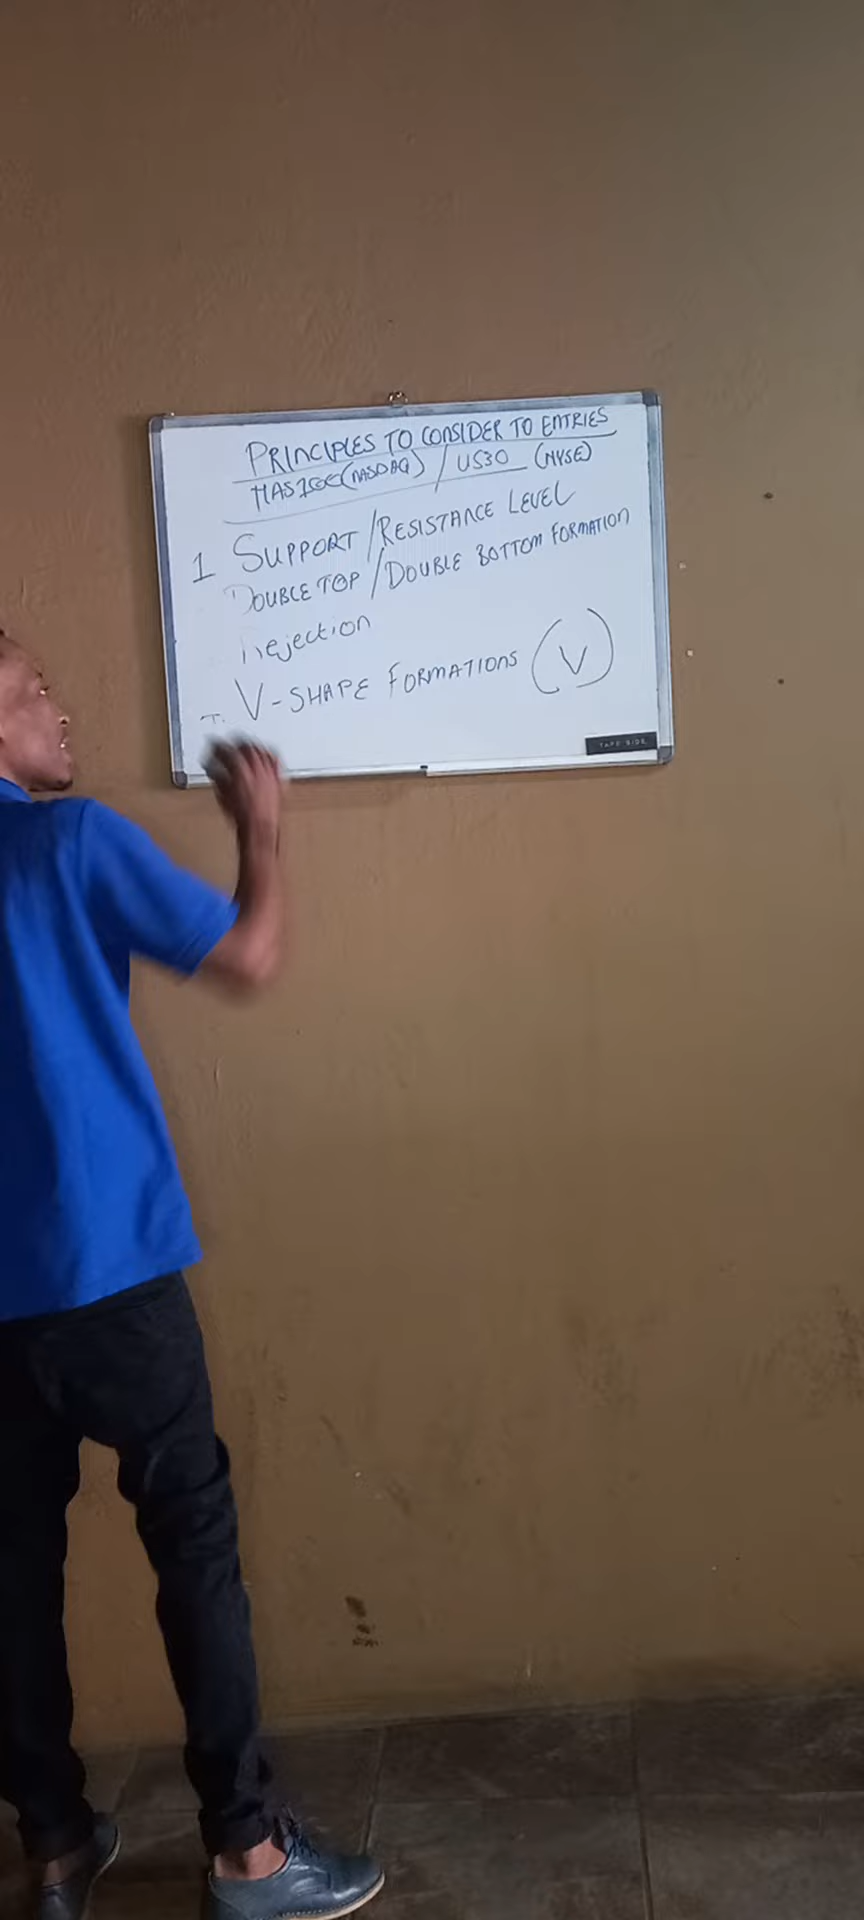 PRINCIPLES TO CONSIDER TO ENTRIES
NAS100(NASDAQ) / US30 (NYSE)
1 SUPPORT/RESISTANCE LEVEL
DOUBLE TOP/DOUBLE BOTTOM FORMATION
rejection
V-SHAPE FORMATIONS (V)